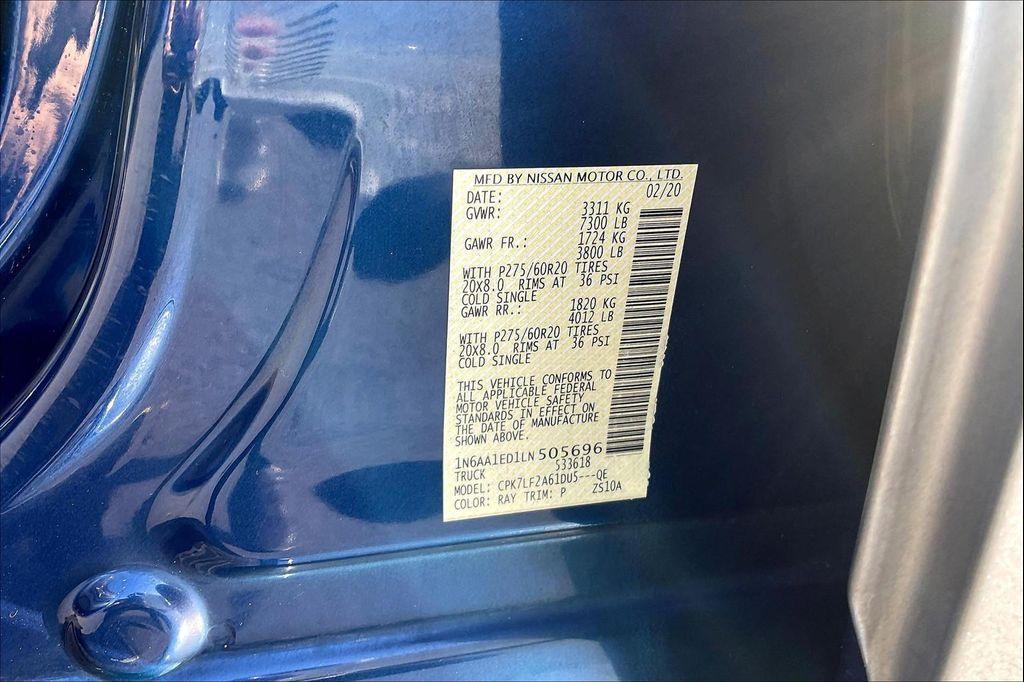 MFD BY NISSAN MOTOR CO., LTD.
DATE: 02/20
GVWR: 3311 KG
7300 LB
GAWR FR.: 1724 KG
3800 LB
WITH P275/60R20 TIRES
20X8.0 RIMS AT 36 PSI
COLD SINGLE
GAWR RR.: 1820 KG
4012 LB
WITH P275/60R20 TIRES
20X8.0 RIMS AT 36 PSI
COLD SINGLE
THIS VEHICLE CONFORMS TO
ALL APPLICABLE FEDERAL
MOTOR VEHICLE SAFETY
STANDARDS IN EFFECT ON
THE DATE OF MANUFACTURE
SHOWN ABOVE.
1N6AA1ED1LN505696
TRUCK 533618
MODEL: CPK7LF2A61DU5---QE
COLOR: RAY TRIM: P ZS10A